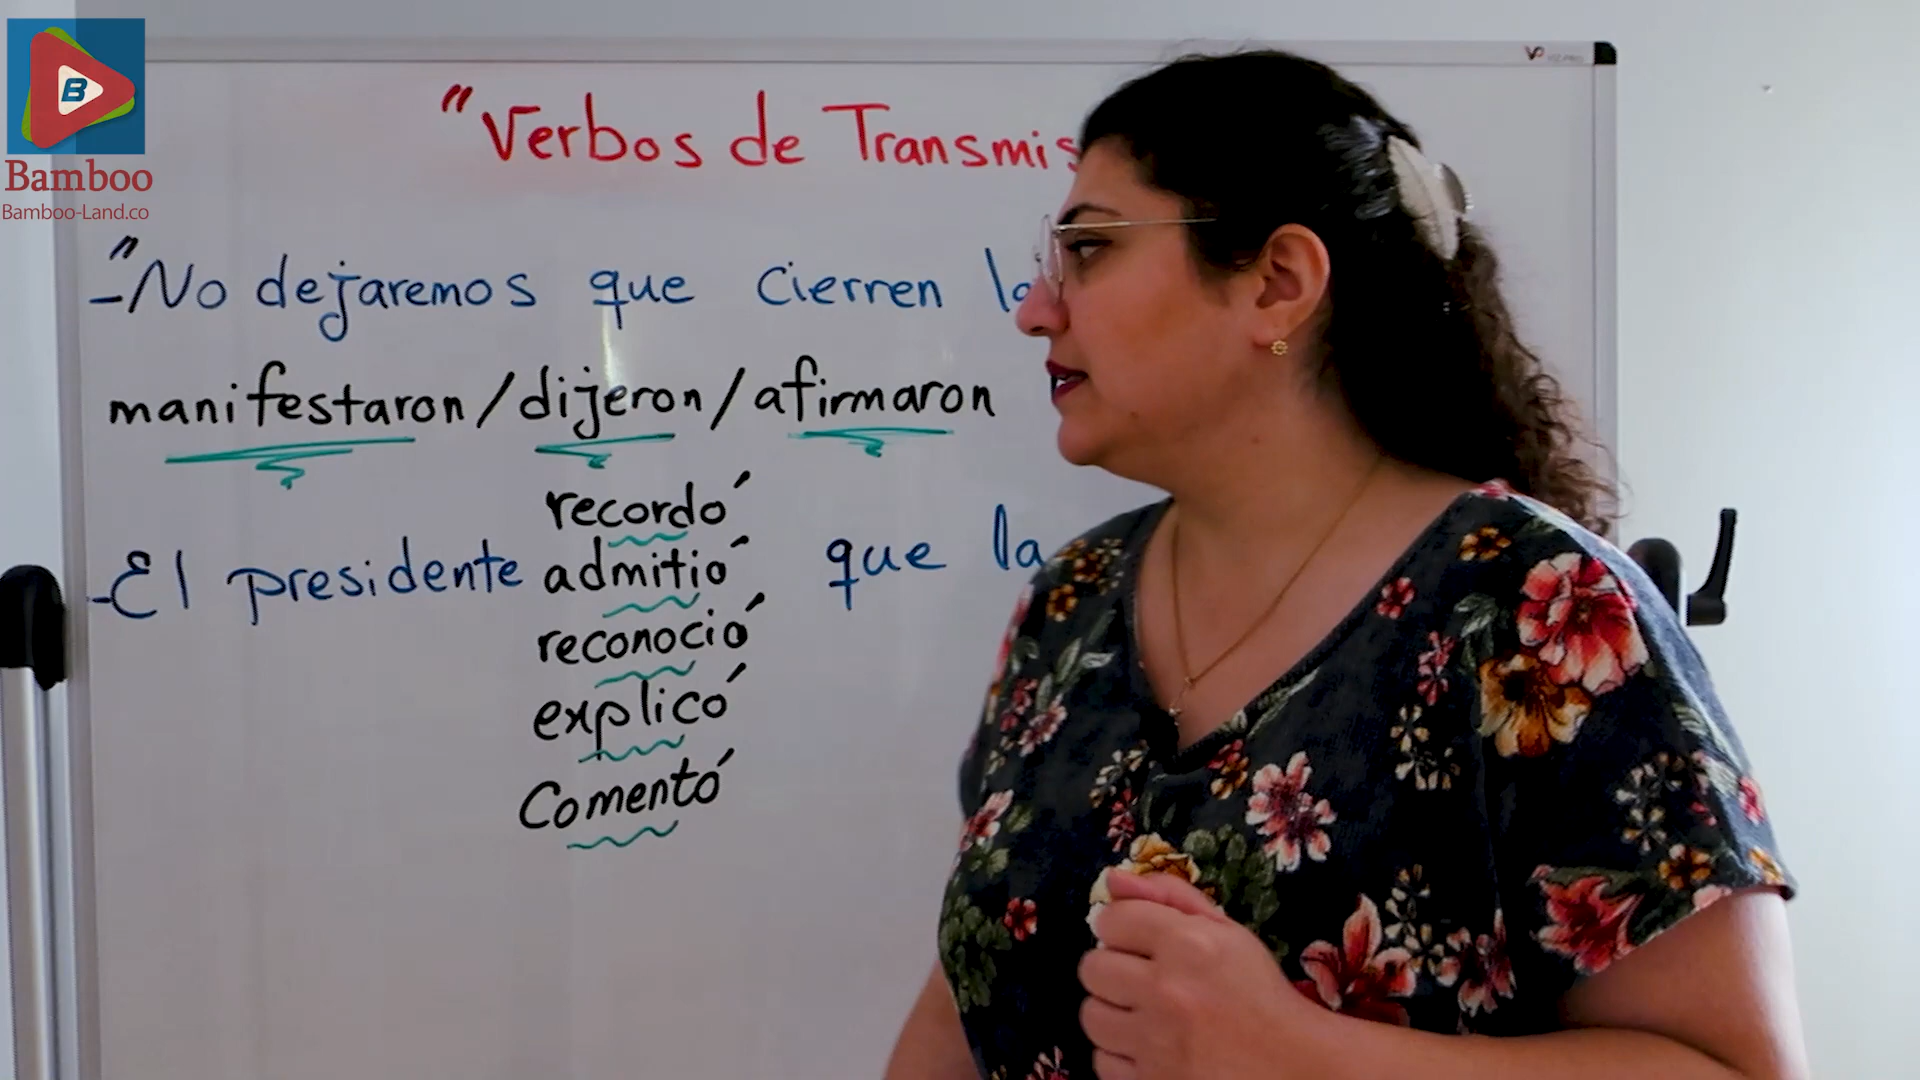 B
Bamboo
Bamboo-Land.co
"Verbos de Transmis
-"No dejaremos que cierren la
manifestaron/dijeron/afirmaron
recordó
-El presidente admitió que la
reconoció
explicó
Comentó